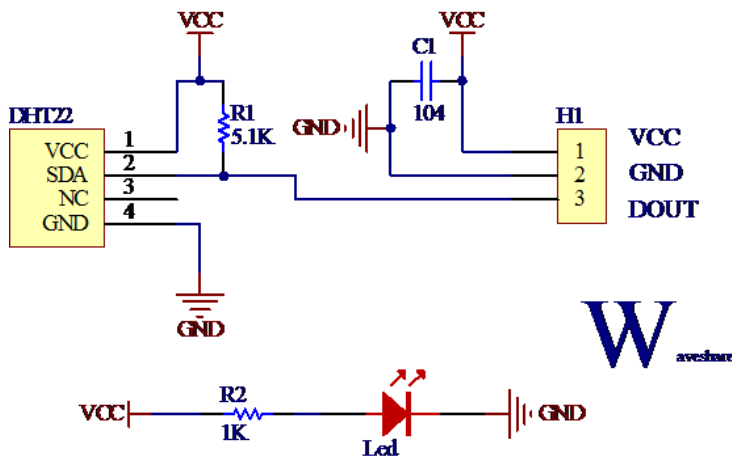 VCC
VCC
C1
104
GND
DHT22
R1
5.1K
H1
VCC 1
SDA 2
NC 3
GND 4
1 VCC
2 GND
3 DOUT
GND
Waveshare
R2
VCC
1K
Led
GND